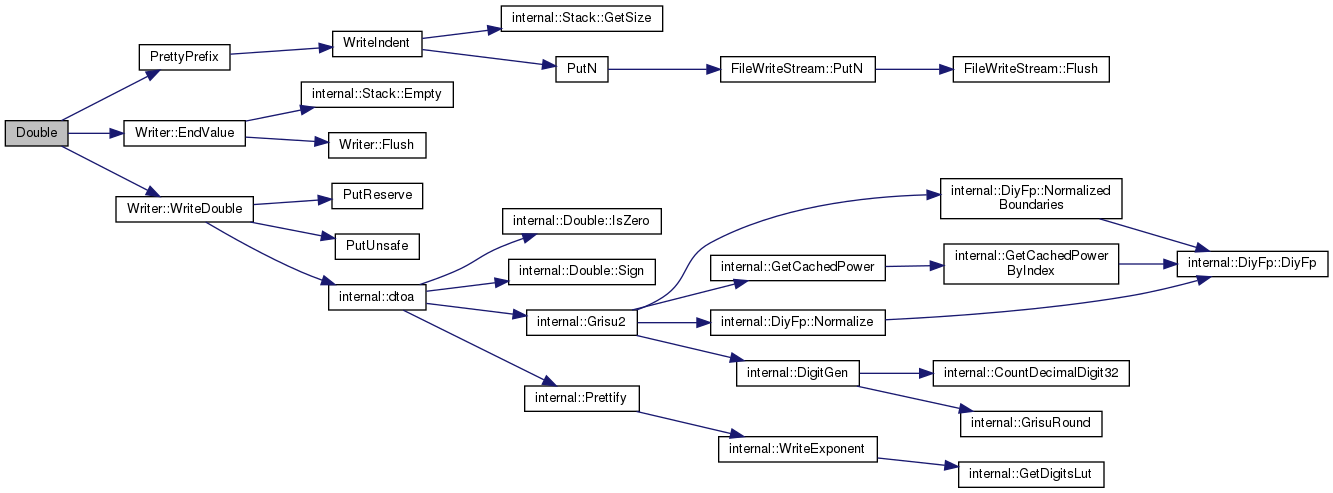 internal::Stack::GetSize
PrettyPrefix
WriteIndent
PutN
FileWriteStream::PutN
FileWriteStream::Flush
internal::Stack::Empty
Double
Writer::EndValue
Writer::Flush
PutReserve
Writer::WriteDouble
PutUnsafe
internal::DiyFp::Normalized
Boundaries
internal::Double::IsZero
internal::GetCachedPower
internal::GetCachedPower
ByIndex
internal::DiyFp::DiyFp
internal::Double::Sign
internal::dtoa
internal::Grisu2
internal::DiyFp::Normalize
internal::DigitGen
internal::CountDecimalDigit32
internal::Prettify
internal::GrisuRound
internal::WriteExponent
internal::GetDigitsLut